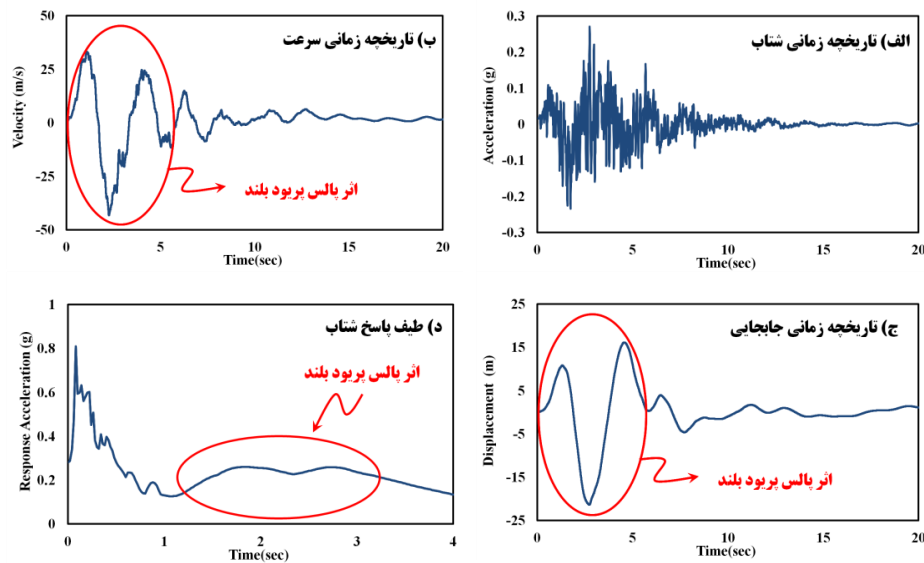 الف) تاریخچه زمانی شتاب
Acceleration (g)
0.3
0.2
0.1
0
-0.1
-0.2
-0.3
0 5 10 15 20
Time(sec)
ب) تاریخچه زمانی سرعت
Velocity (m/s)
50
25
0
-25
-50
اثر پالس پریود بلند
0 5 10 15 20
Time(sec)
ج) تاریخچه زمانی جابجایی
Displacement (m)
25
15
5
-5
-15
-25
اثر پالس پریود بلند
0 5 10 15 20
Time(sec)
د) طیف پاسخ شتاب
Response Acceleration (g)
1
0.8
0.6
0.4
0.2
0
اثر پالس پریود بلند
0 1 2 3 4
Time(sec)